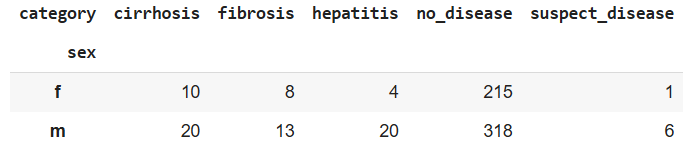 category cirrhosis fibrosis hepatitis no_disease suspect_disease
sex
f 10 8 4 215 1
m 20 13 20 318 6